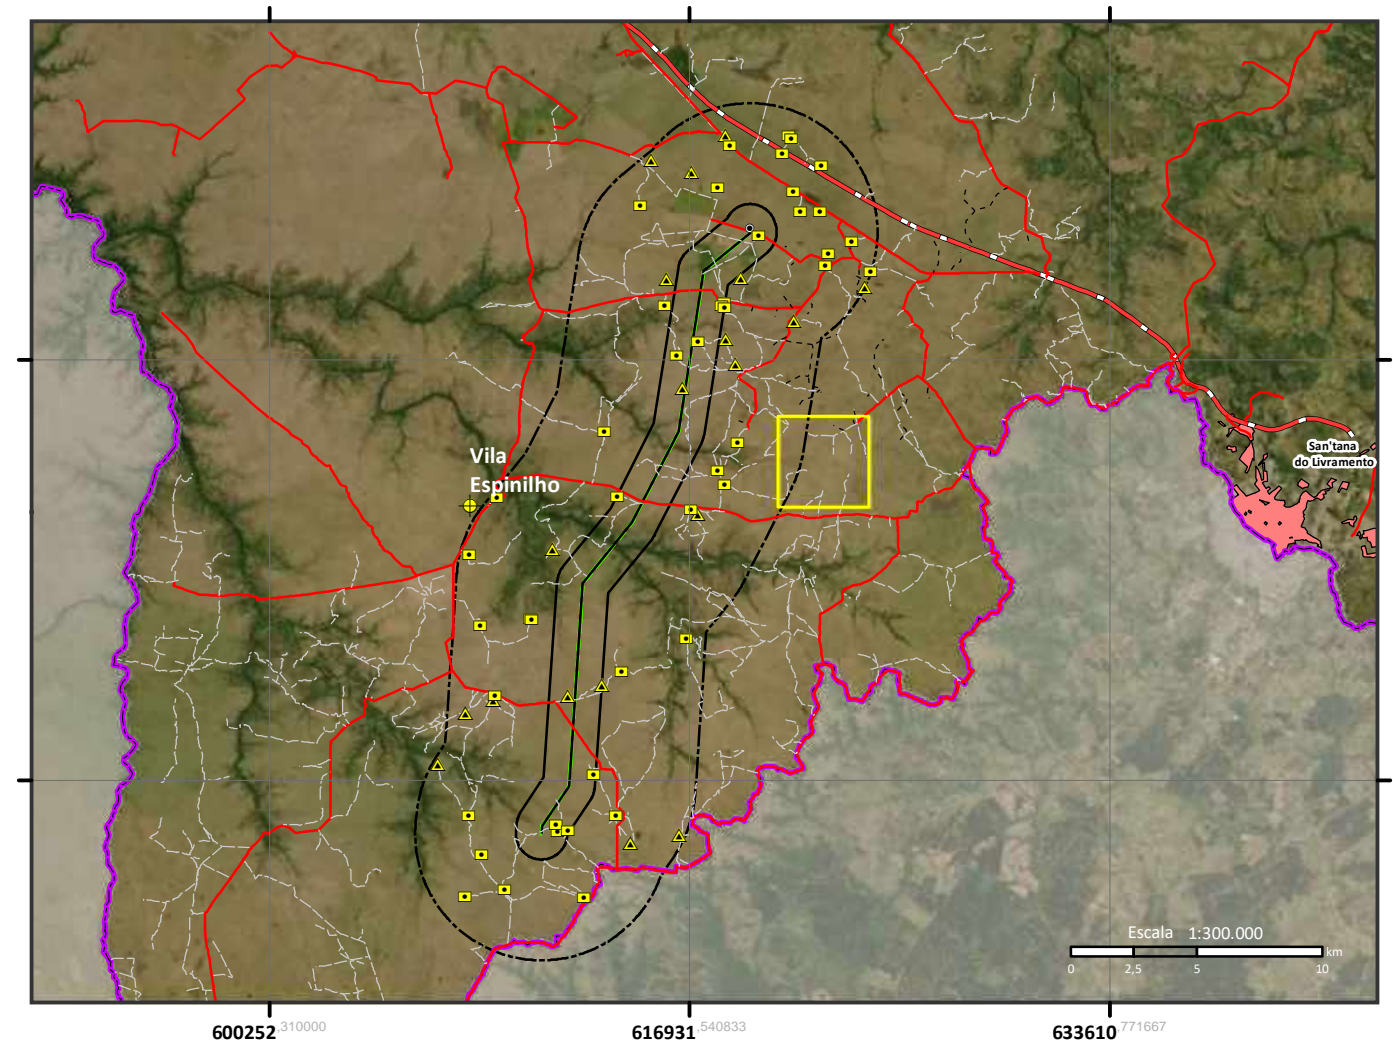 Vila
Espinilho
San'tana
do Livramento
Escala 1:300.000
km
0 2,5 5 10
600252,310000 616931,540833 633610,771667